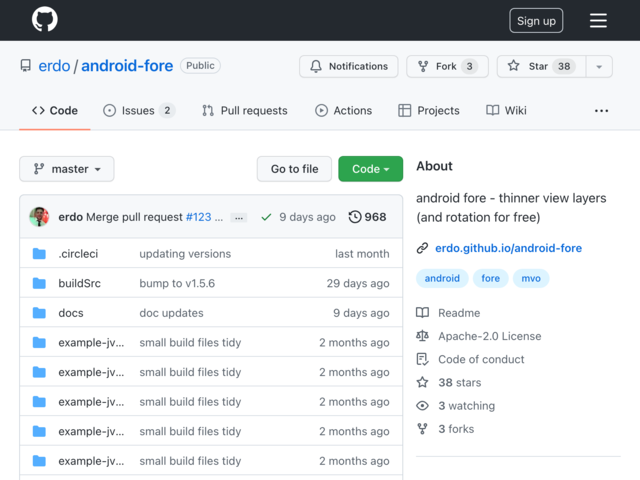 Sign up
erdo / android-fore Public
Notifications Fork 3 Star 38
Code Issues 2 Pull requests Actions Projects Wiki ...
master Go to file Code
erdo Merge pull request #123 ... ... 9 days ago 968
.circleci updating versions last month
buildSrc bump to v1.5.6 29 days ago
docs doc updates 9 days ago
example-jv... small build files tidy 2 months ago
example-jv... small build files tidy 2 months ago
example-jv... small build files tidy 2 months ago
example-jv... small build files tidy 2 months ago
example-jv... small build files tidy 2 months ago
About
android fore - thinner view layers
(and rotation for free)
erdo.github.io/android-fore
android fore mvo
Readme
Apache-2.0 License
Code of conduct
38 stars
3 watching
3 forks